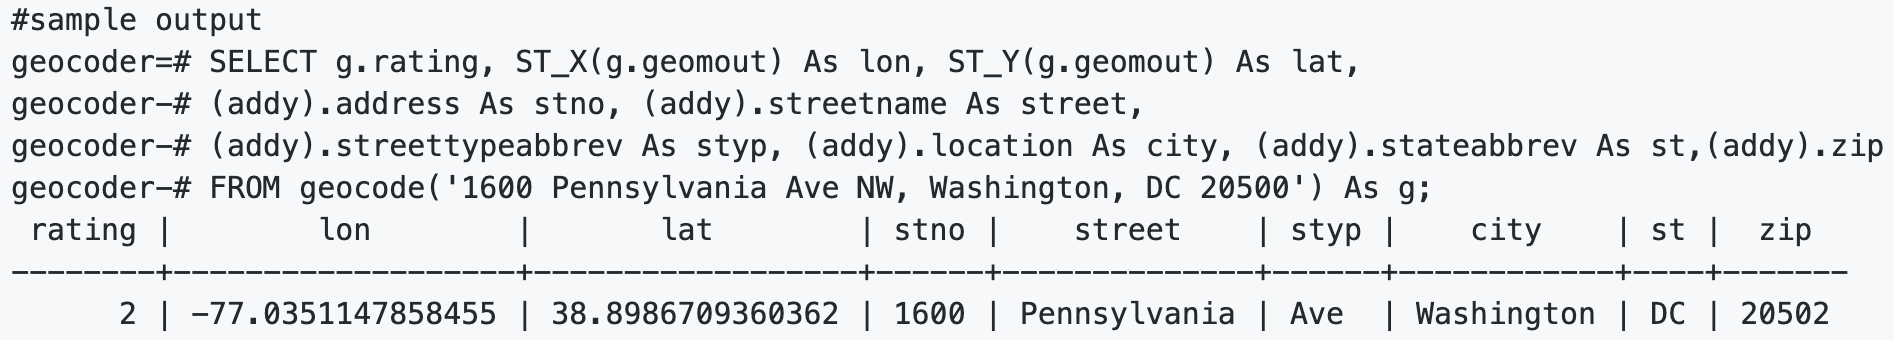 #sample output
geocoder=# SELECT g.rating, ST_X(g.geomout) As lon, ST_Y(g.geomout) As lat,
geocoder-# (addy).address As stno, (addy).streetname As street,
geocoder-# (addy).streettypeabbrev As styp, (addy).location As city, (addy).stateabbrev As st,(addy).zip
geocoder-# FROM geocode('1600 Pennsylvania Ave NW, Washington, DC 20500') As g;
 rating |        lon        |       lat        | stno |    street    | styp |    city    | st |  zip
--------+-------------------+------------------+------+--------------+------+------------+----+-------
      2 | -77.0351147858455 | 38.8986709360362 | 1600 | Pennsylvania | Ave  | Washington | DC | 20502